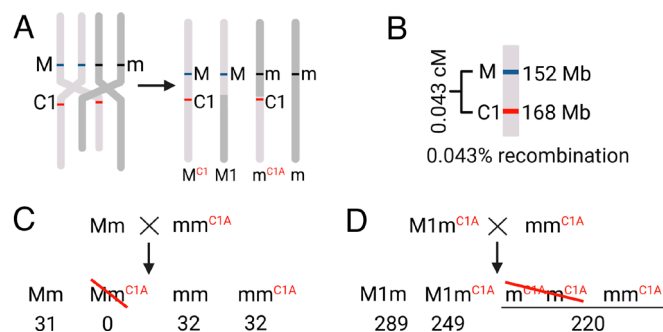 A
M
m
C1
M
M
m
m
C1
C1
M^C1 M1 m^C1A m
B
0.043 cM
M 152 Mb
C1 168 Mb
0.043% recombination
C
Mm × mm^C1A
Mm Mm^C1A mm mm^C1A
31 0 32 32
D
M1m^C1A × mm^C1A
M1m M1m^C1A m^C1A m^C1A mm^C1A
289 249 220